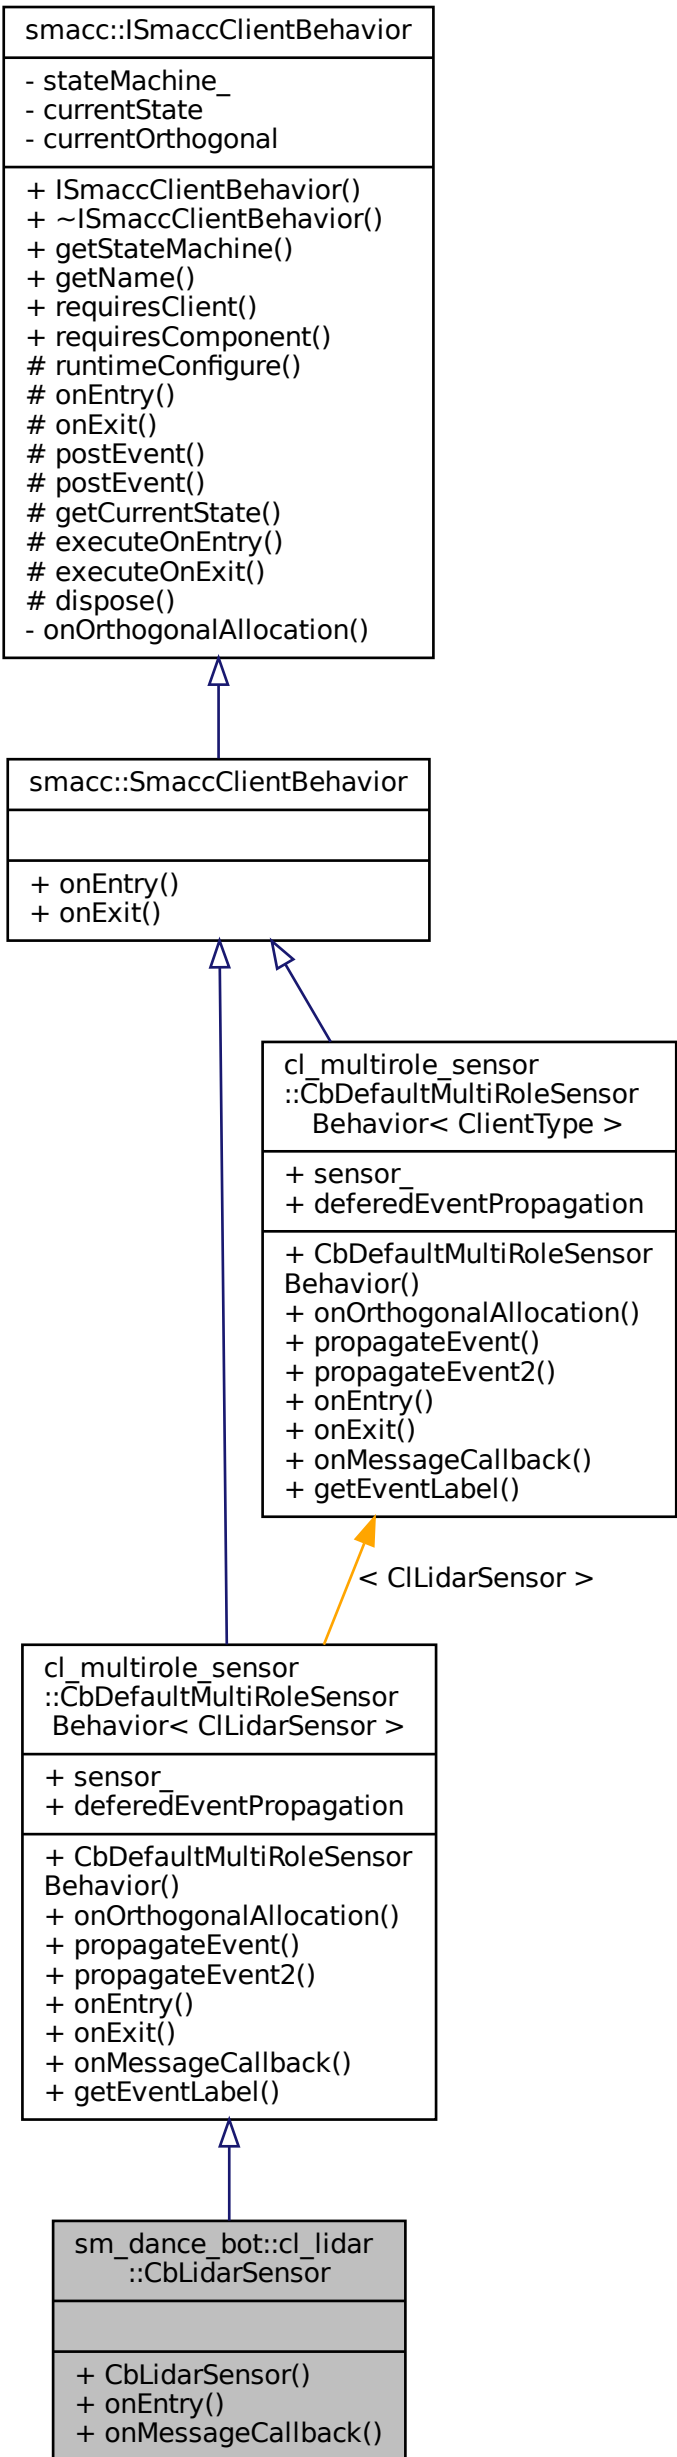 smacc::ISmaccClientBehavior
- stateMachine_
- currentState
- currentOrthogonal
+ ISmaccClientBehavior()
+ ~ISmaccClientBehavior()
+ getStateMachine()
+ getName()
+ requiresClient()
+ requiresComponent()
# runtimeConfigure()
# onEntry()
# onExit()
# postEvent()
# postEvent()
# getCurrentState()
# executeOnEntry()
# executeOnExit()
# dispose()
- onOrthogonalAllocation()
smacc::SmaccClientBehavior
+ onEntry()
+ onExit()
cl_multirole_sensor
::CbDefaultMultiRoleSensor
Behavior< ClientType >
+ sensor_
+ deferedEventPropagation
+ CbDefaultMultiRoleSensor
Behavior()
+ onOrthogonalAllocation()
+ propagateEvent()
+ propagateEvent2()
+ onEntry()
+ onExit()
+ onMessageCallback()
+ getEventLabel()
< ClLidarSensor >
cl_multirole_sensor
::CbDefaultMultiRoleSensor
Behavior< ClLidarSensor >
+ sensor_
+ deferedEventPropagation
+ CbDefaultMultiRoleSensor
Behavior()
+ onOrthogonalAllocation()
+ propagateEvent()
+ propagateEvent2()
+ onEntry()
+ onExit()
+ onMessageCallback()
+ getEventLabel()
sm_dance_bot::cl_lidar
::CbLidarSensor
+ CbLidarSensor()
+ onEntry()
+ onMessageCallback()